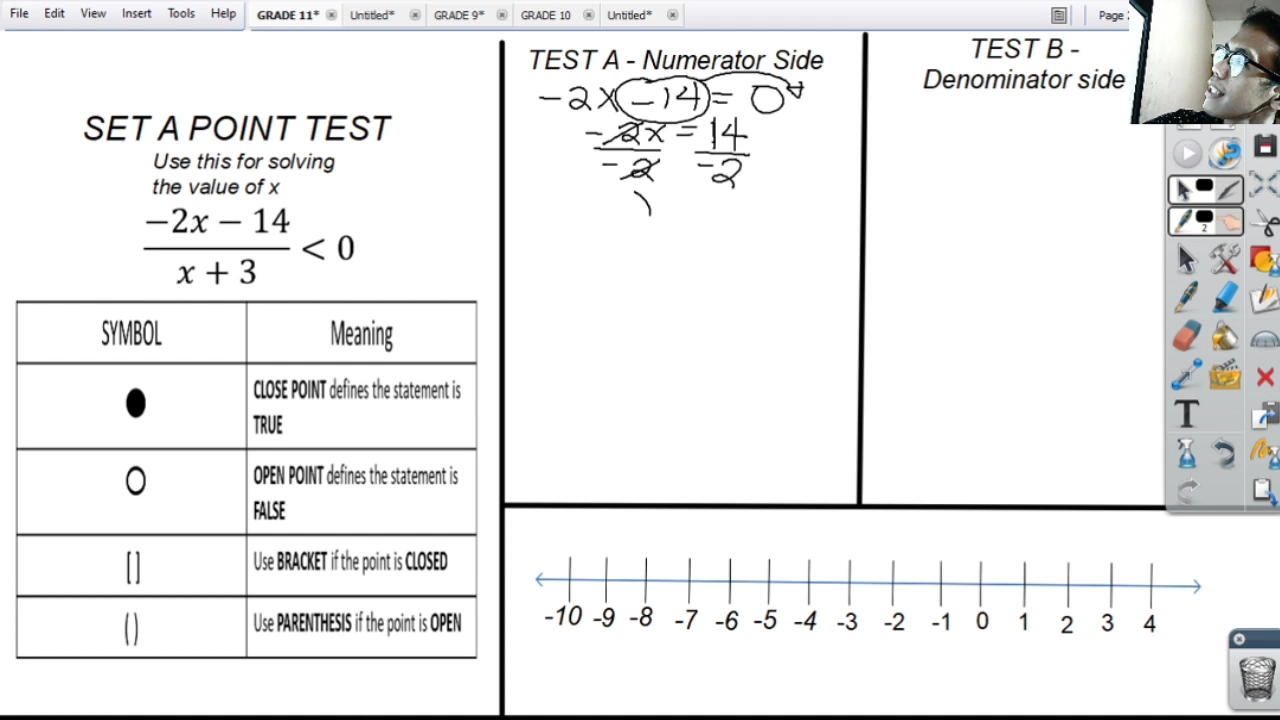 File Edit View Insert Tools Help
GRADE 11* Untitled* GRADE 9* GRADE 10 Untitled* Page
SET A POINT TEST
Use this for solving
the value of x
−2x − 14
x + 3
< 0
SYMBOL Meaning
CLOSE POINT defines the statement is
TRUE
OPEN POINT defines the statement is
FALSE
[ ] Use BRACKET if the point is CLOSED
( ) Use PARENTHESIS if the point is OPEN
TEST A - Numerator Side
-2x -14 = 0
-2x = 14
-2 -2
TEST B -
Denominator side
2
T
-10 -9 -8 -7 -6 -5 -4 -3 -2 -1 0 1 2 3 4